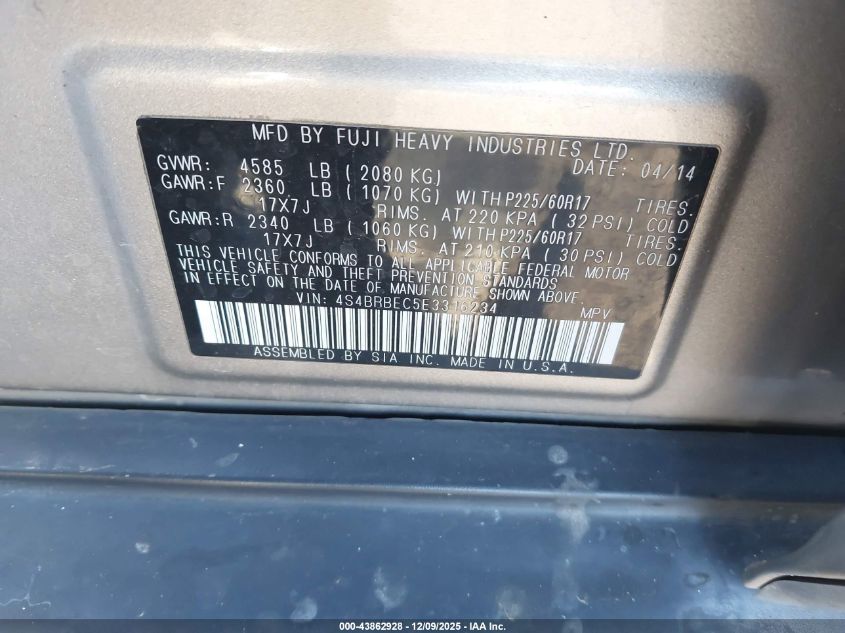 MFD BY FUJI HEAVY INDUSTRIES LTD.
GVWR: 4585 LB ( 2080 KG) DATE: 04/14
GAWR:F 2360 LB ( 1070 KG) WITH P225/60R17 TIRES.
17X7J RIMS. AT 220 KPA ( 32 PSI) COLD
GAWR:R 2340 LB ( 1060 KG) WITH P225/60R17 TIRES.
17X7J RIMS. AT 210 KPA ( 30 PSI) COLD
THIS VEHICLE CONFORMS TO ALL APPLICABLE FEDERAL MOTOR
VEHICLE SAFETY AND THEFT PREVENTION STANDARDS
IN EFFECT ON THE DATE OF MANUFACTURE SHOWN ABOVE.
VIN: 4S4BRBEC5E3316234 MPV
ASSEMBLED BY SIA INC. MADE IN U.S.A.
000-43862928 - 12/09/2025 - IAA, Inc.